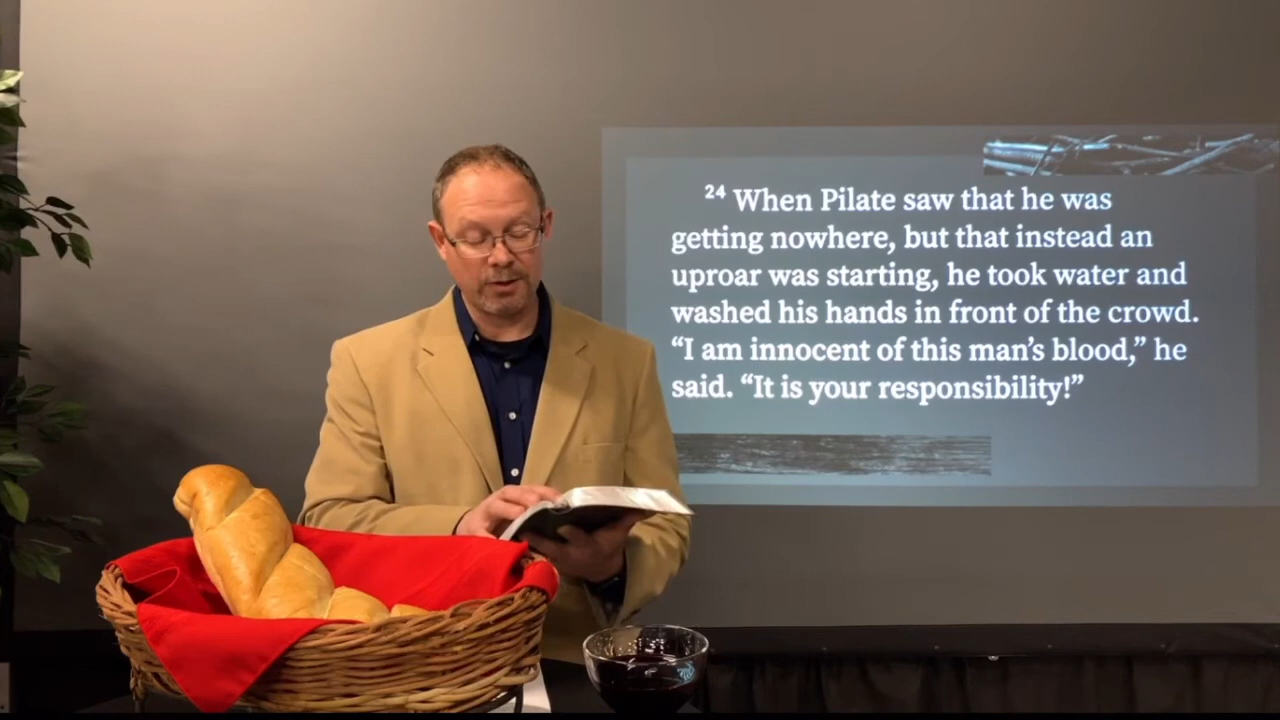 24 When Pilate saw that he was
getting nowhere, but that instead an
uproar was starting, he took water and
washed his hands in front of the crowd.
“I am innocent of this man’s blood,” he
said. “It is your responsibility!”